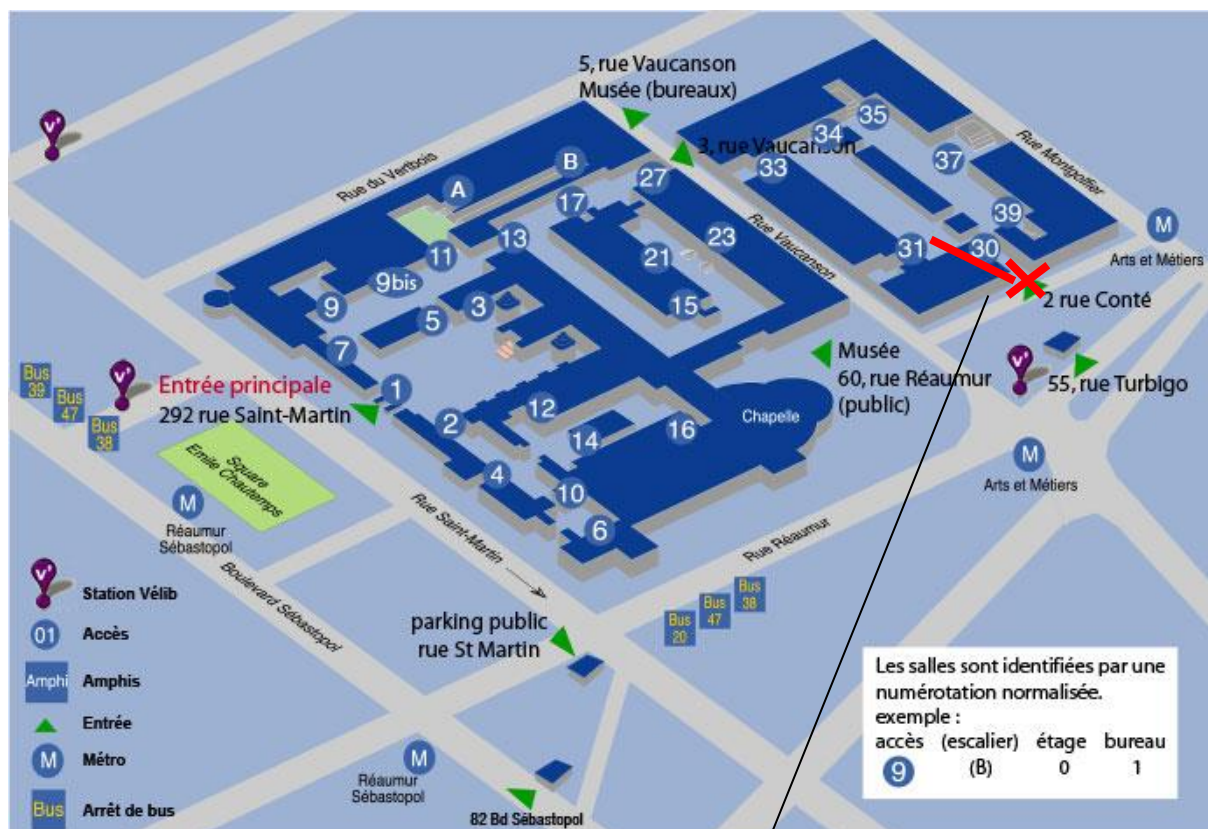 5, rue Vaucanson
Musée (bureaux)
3, rue Vaucanson
Rue du Vertbois
Rue Montgolfier
Rue Vaucanson
A
B
35
34
37
33
27
17
39
13
23
31
30
11
21
M
Arts et Métiers
9bis
9
3
15
2 rue Conté
5
7
Musée
60, rue Réaumur
(public)
55, rue Turbigo
Bus
39
Bus
47
Bus
38
Entrée principale
292 rue Saint-Martin
1
12
2
14
16
Chapelle
4
10
6
M
Arts et Métiers
Square
Emile Chautemps
M
Réaumur
Sébastopol
Rue Saint-Martin
Rue Réaumur
Boulevard Sébastopol
Bus
20
Bus
47
Bus
38
parking public
rue St Martin
M
Réaumur
Sébastopol
82 Bd Sébastopol
Station Vélib
01 Accès
Amphi Amphis
Entrée
M Métro
Bus Arrêt de bus
Les salles sont identifiées par une
numérotation normalisée.
exemple :
accès (escalier) étage bureau
9 (B) 0 1